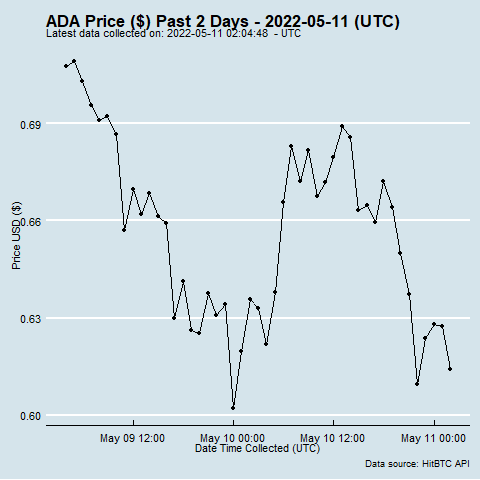 ADA Price ($) Past 2 Days - 2022-05-11 (UTC)
Latest data collected on: 2022-05-11 02:04:48 - UTC
0.69
0.66
0.63
0.60
Price USD ($)
May 09 12:00
May 10 00:00
May 10 12:00
May 11 00:00
Date Time Collected (UTC)
Data source: HitBTC API